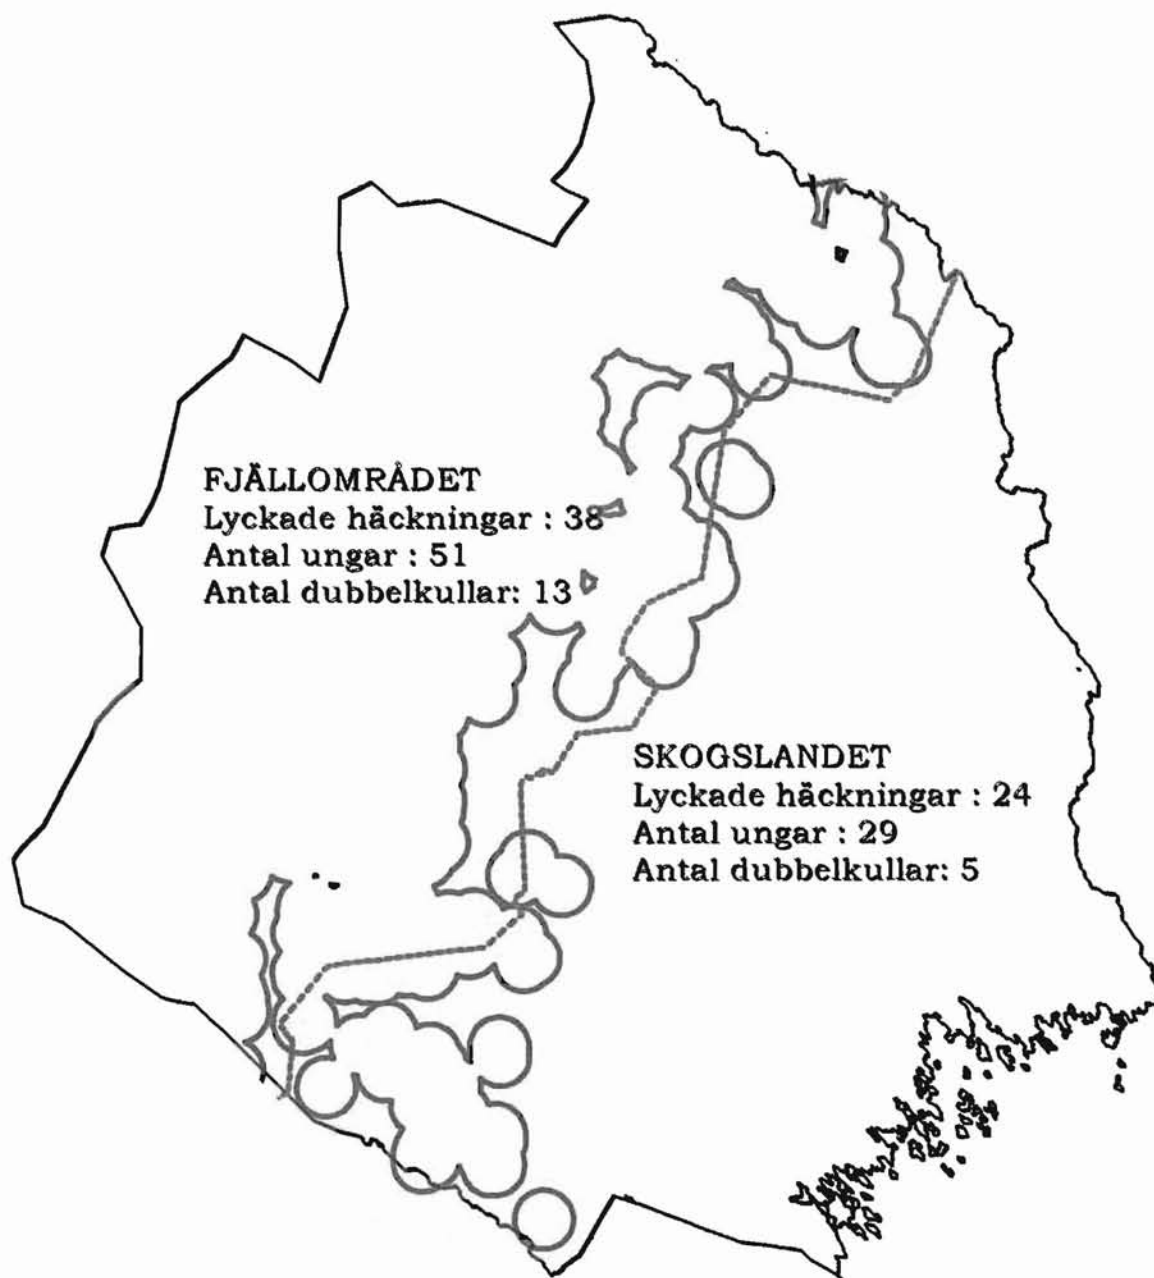 FJÄLLOMRÅDET
Lyckade häckningar : 38
Antal ungar : 51
Antal dubbelkullar: 13
SKOGSLANDET
Lyckade häckningar : 24
Antal ungar : 29
Antal dubbelkullar: 5